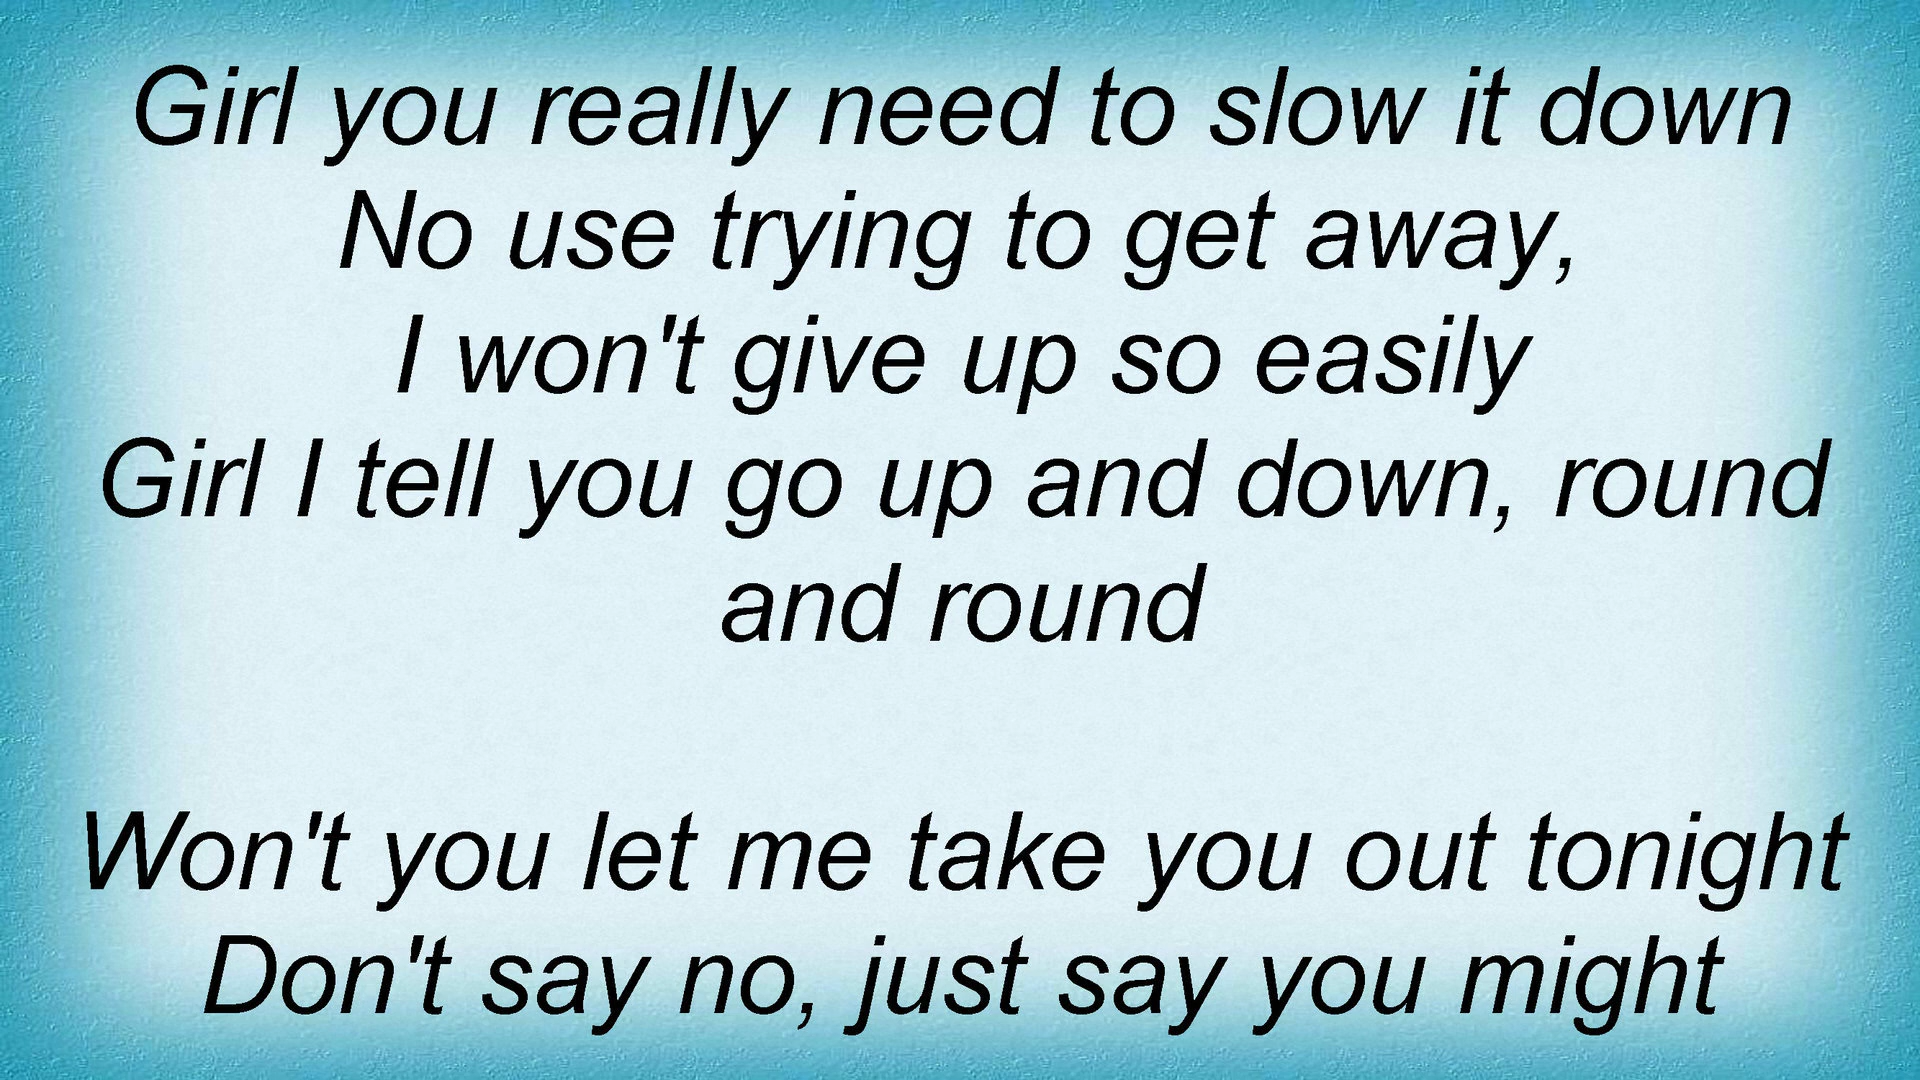 Girl you really need to slow it down
No use trying to get away,
I won't give up so easily
Girl I tell you go up and down, round
and round
Won't you let me take you out tonight
Don't say no, just say you might